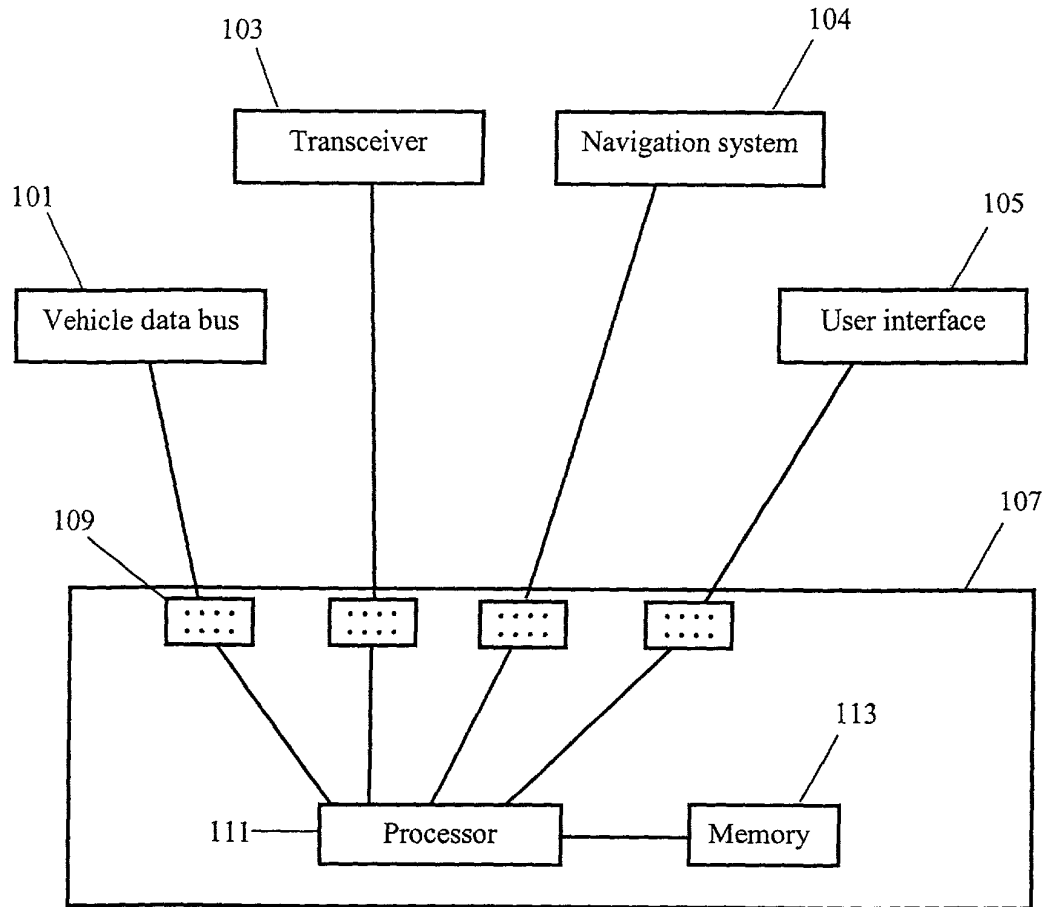 103
104
Transceiver
Navigation system
101
105
Vehicle data bus
User interface
109
107
113
111
Processor
Memory